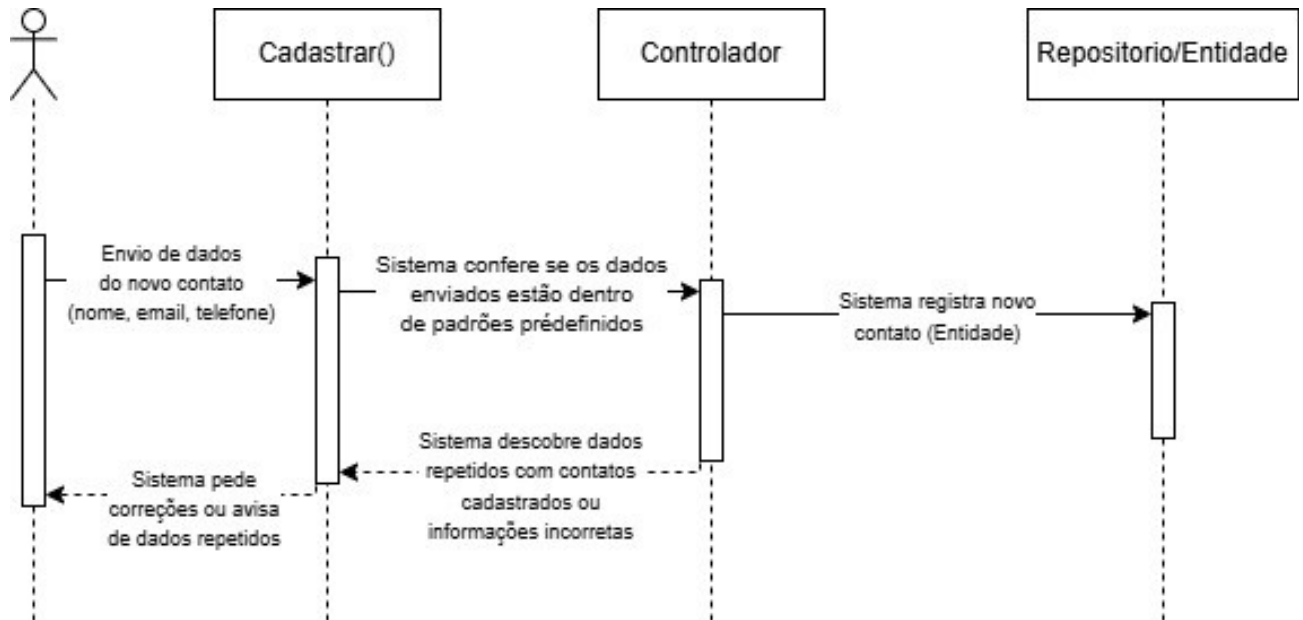 Cadastrar()
Controlador
Repositorio/Entidade
Envio de dados
do novo contato
(nome, email, telefone)
Sistema confere se os dados
enviados estão dentro
de padrões prédefinidos
Sistema registra novo
contato (Entidade)
Sistema descobre dados
repetidos com contatos
cadastrados ou
informações incorretas
Sistema pede
correções ou avisa
de dados repetidos